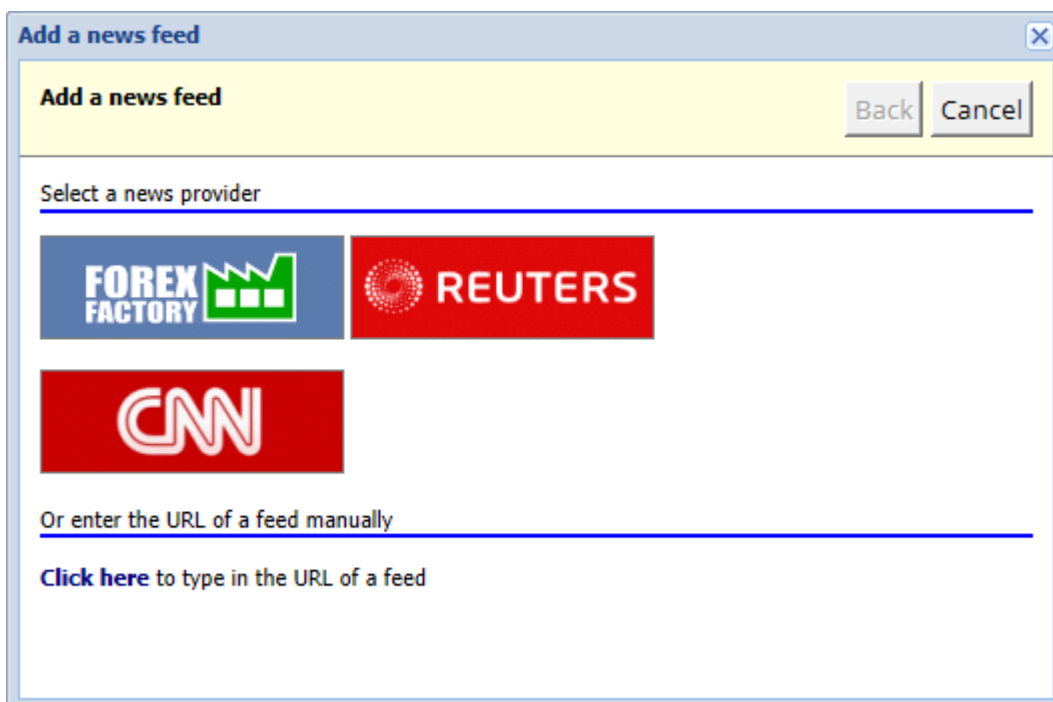 Add a news feed
Add a news feed
Back Cancel
Select a news provider
FOREX
FACTORY
REUTERS
CNN
Or enter the URL of a feed manually
Click here to type in the URL of a feed